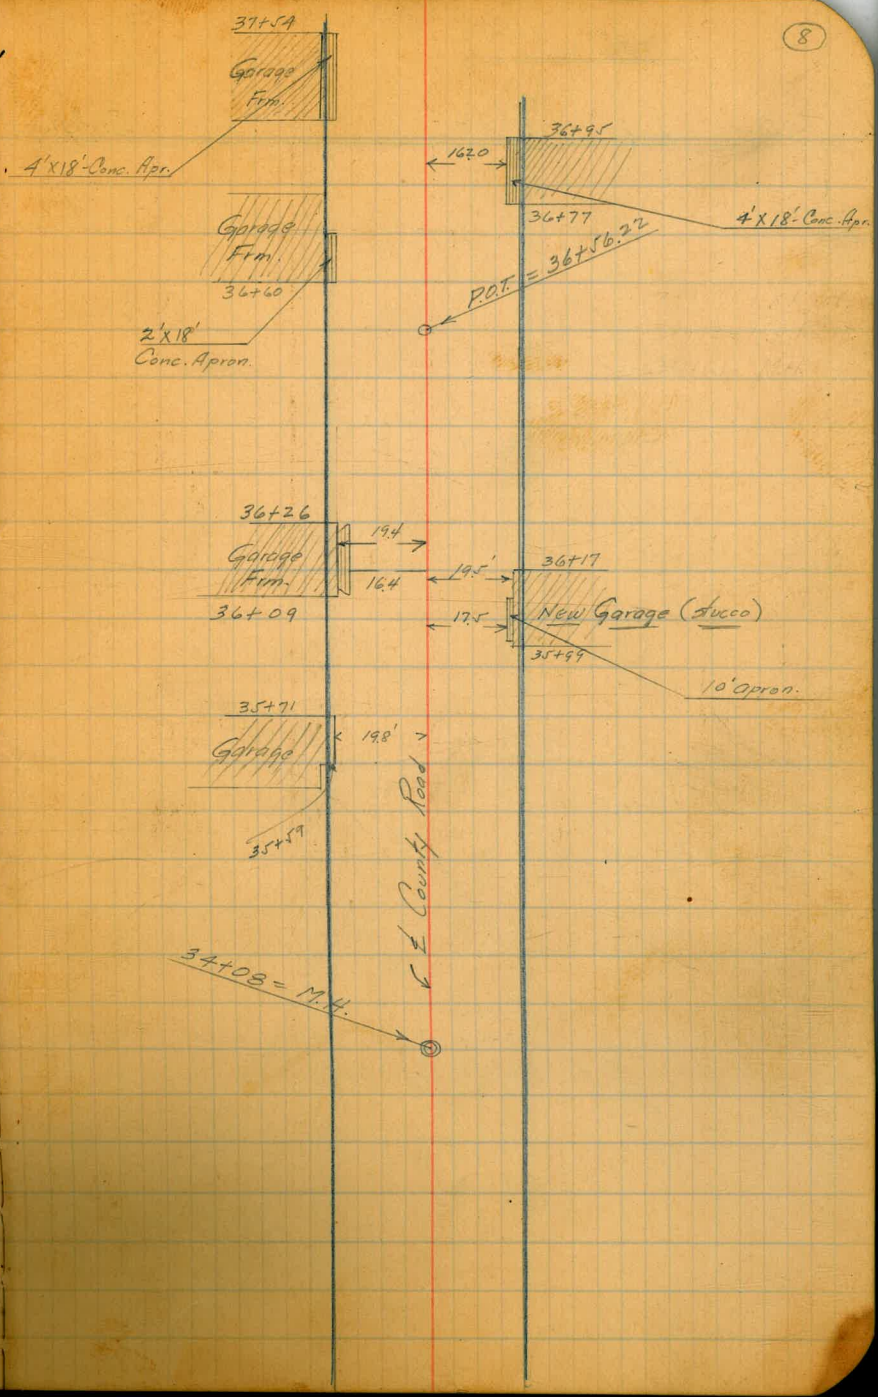 8
37+54
Garage
Frm.
4'X18'-Conc. Apr.
36+95
16.20
36+77
4'X18'-Conc. Apr.
Garage
Frm.
36+60
P.O.T. = 36+56.22
2'X18'
Conc. Apron.
36+26
19.4
Garage
Frm.
16.4
36+09
36+17
19.5'
17.5
New Garage (stucco)
35+99
10' Apron.
35+71
Garage
19.8'
35+59
℄ County Road
34+08 = M.H.